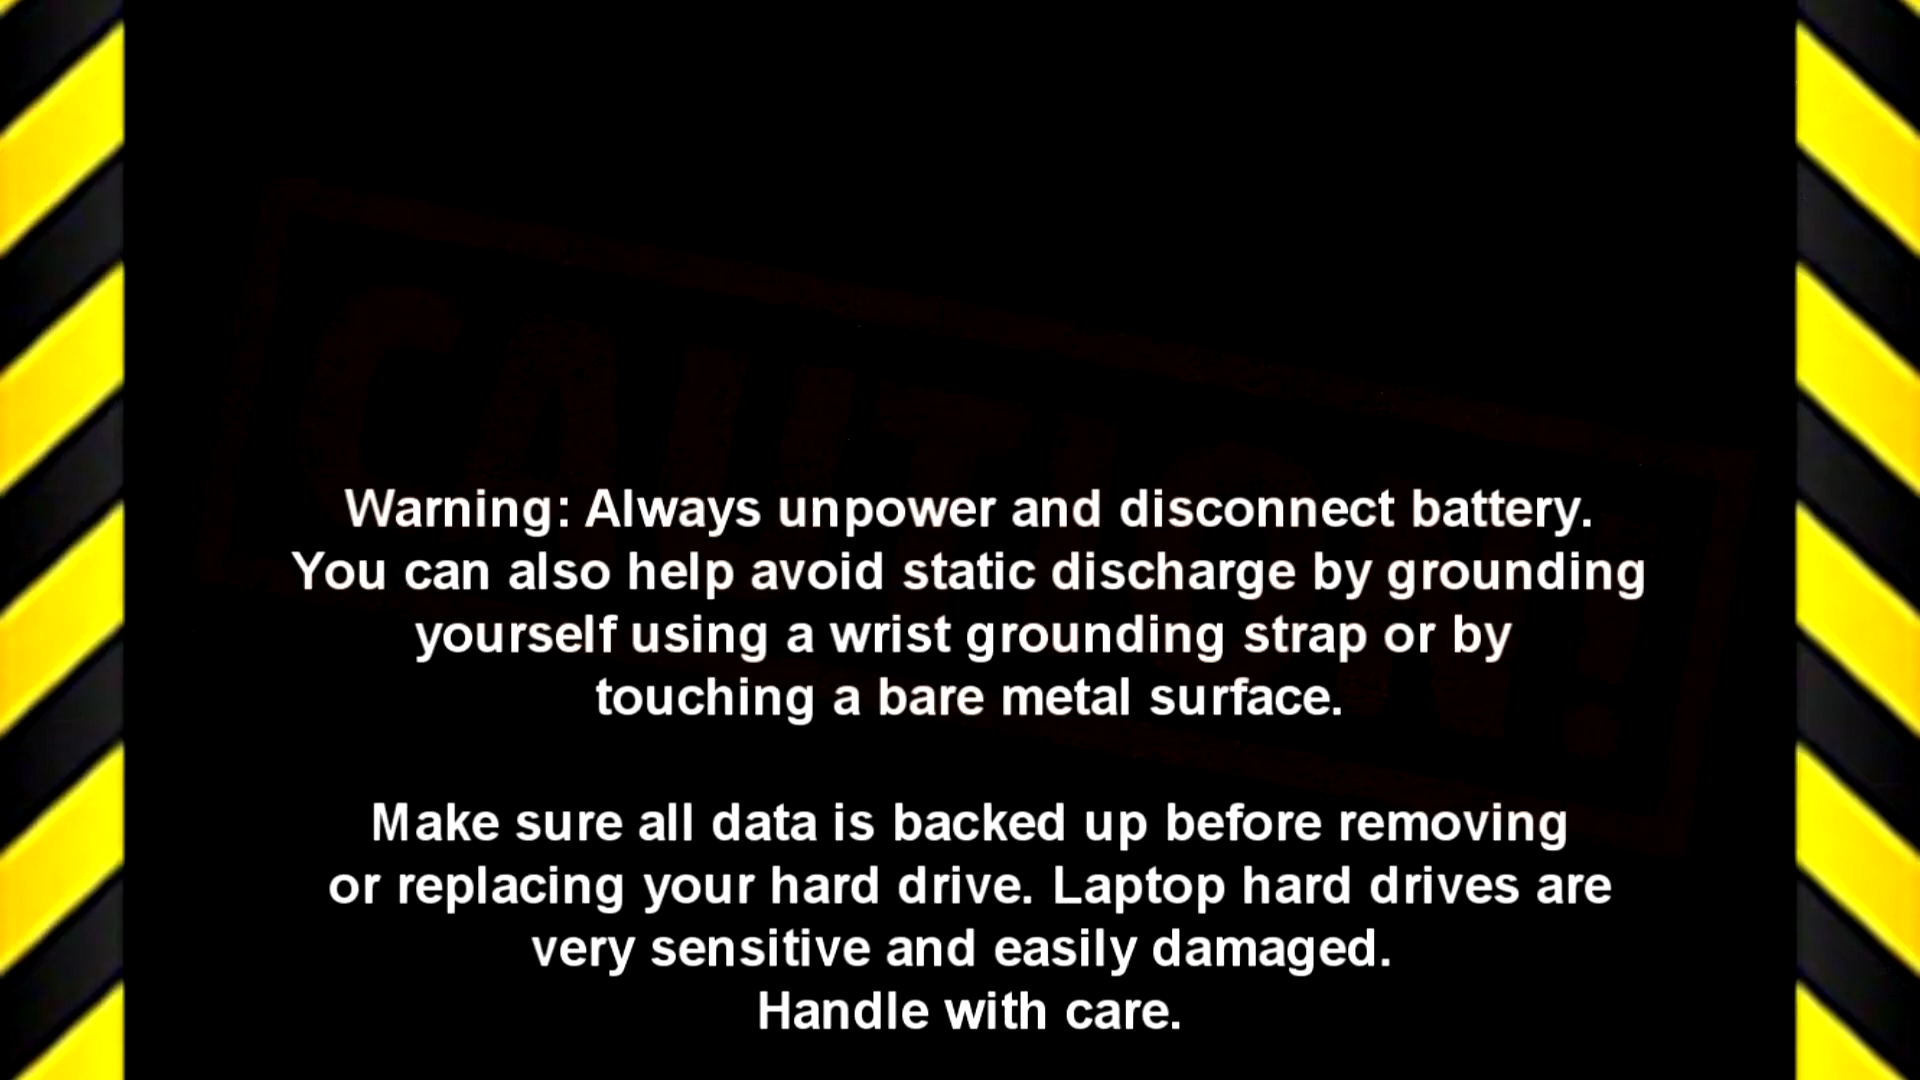 CAUTION!
Warning: Always unpower and disconnect battery.
You can also help avoid static discharge by grounding
yourself using a wrist grounding strap or by
touching a bare metal surface.
Make sure all data is backed up before removing
or replacing your hard drive. Laptop hard drives are
very sensitive and easily damaged.
Handle with care.